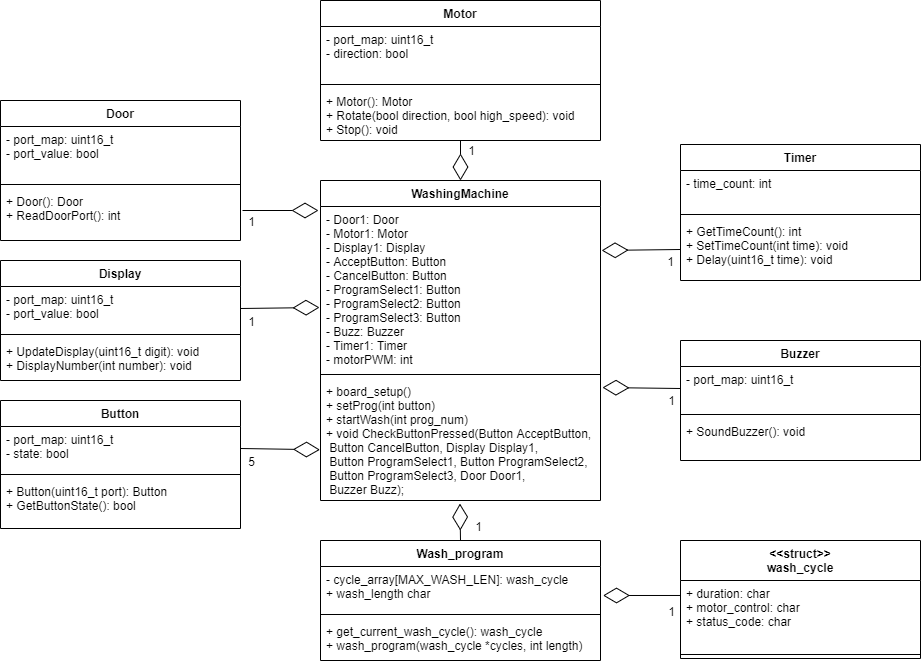 Motor
- port_map: uint16_t
- direction: bool
+ Motor(): Motor
+ Rotate(bool direction, bool high_speed): void
+ Stop(): void
1
Door
- port_map: uint16_t
- port_value: bool
+ Door(): Door
+ ReadDoorPort(): int
1
Display
- port_map: uint16_t
- port_value: bool
+ UpdateDisplay(uint16_t digit): void
+ DisplayNumber(int number): void
1
Button
- port_map: uint16_t
- state: bool
+ Button(uint16_t port): Button
+ GetButtonState(): bool
5
WashingMachine
- Door1: Door
- Motor1: Motor
- Display1: Display
- AcceptButton: Button
- CancelButton: Button
- ProgramSelect1: Button
- ProgramSelect2: Button
- ProgramSelect3: Button
- Buzz: Buzzer
- Timer1: Timer
- motorPWM: int
+ board_setup()
+ setProg(int button)
+ startWash(int prog_num)
+ void CheckButtonPressed(Button AcceptButton,
Button CancelButton, Display Display1,
Button ProgramSelect1, Button ProgramSelect2,
Button ProgramSelect3, Door Door1,
Buzzer Buzz);
1
Timer
- time_count: int
+ GetTimeCount(): int
+ SetTimeCount(int time): void
+ Delay(uint16_t time): void
1
Buzzer
- port_map: uint16_t
+ SoundBuzzer(): void
1
Wash_program
- cycle_array[MAX_WASH_LEN]: wash_cycle
+ wash_length char
+ get_current_wash_cycle(): wash_cycle
+ wash_program(wash_cycle *cycles, int length)
1
<<struct>>
wash_cycle
+ duration: char
+ motor_control: char
+ status_code: char